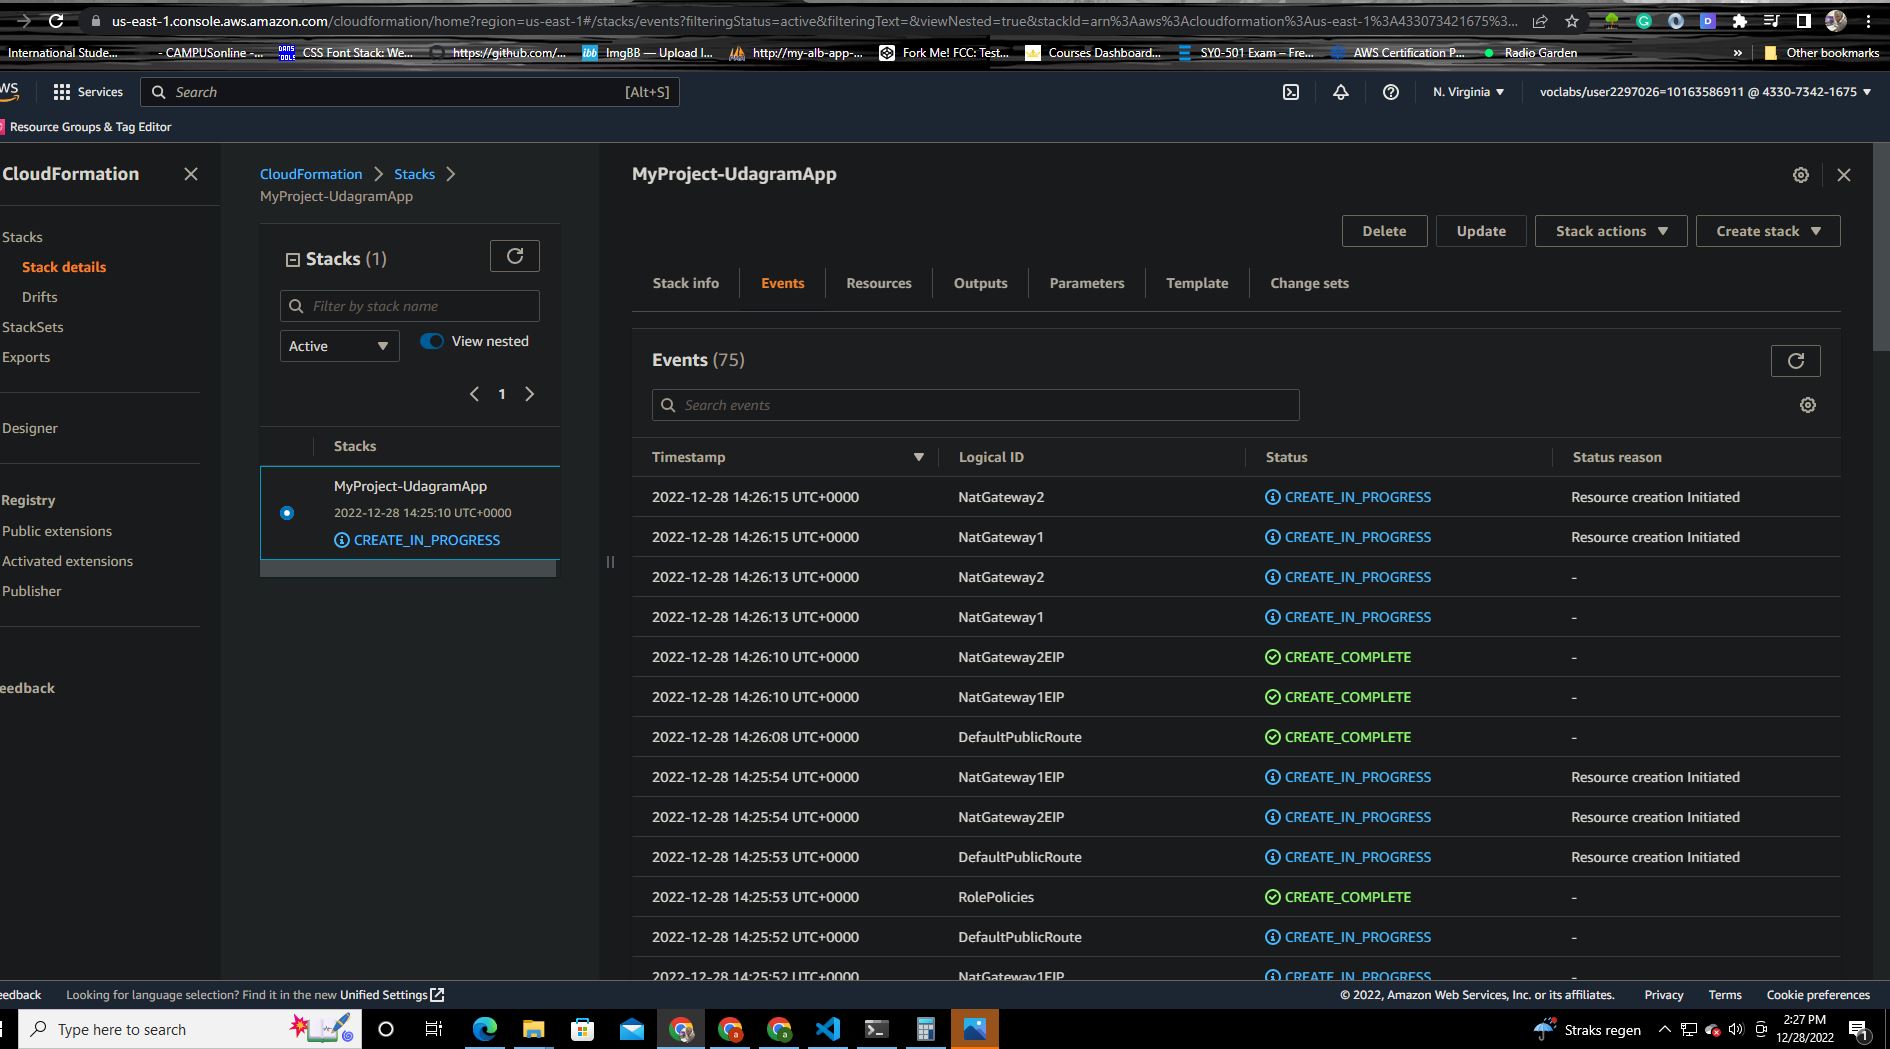 us-east-1.console.aws.amazon.com/cloudformation/home?region=us-east-1#/stacks/events?filteringStatus=active&filteringText=&viewNested=true&stackId=arn%3Aaws%3Acloudformation%3Aus-east-1%3A433073421675%3...
International Stude... - CAMPUSonline -... CSS Font Stack: We... https://github.com/... ImgBB — Upload I... http://my-alb-app-... Fork Me! FCC: Test... Courses Dashboard... SY0-501 Exam – Fre... AWS Certification P... Radio Garden » Other bookmarks
Services Search [Alt+S] N. Virginia voclabs/user2297026=10163586911 @ 4330-7342-1675
Resource Groups & Tag Editor
CloudFormation
Stacks
Stack details
Drifts
StackSets
Exports
Designer
Registry
Public extensions
Activated extensions
Publisher
eedback
CloudFormation Stacks
MyProject-UdagramApp
Stacks (1)
Filter by stack name
Active View nested
1
Stacks
MyProject-UdagramApp
2022-12-28 14:25:10 UTC+0000
CREATE_IN_PROGRESS
MyProject-UdagramApp
Delete Update Stack actions Create stack
Stack info Events Resources Outputs Parameters Template Change sets
Events (75)
Search events
Timestamp Logical ID Status Status reason
2022-12-28 14:26:15 UTC+0000 NatGateway2 CREATE_IN_PROGRESS Resource creation Initiated
2022-12-28 14:26:15 UTC+0000 NatGateway1 CREATE_IN_PROGRESS Resource creation Initiated
2022-12-28 14:26:13 UTC+0000 NatGateway2 CREATE_IN_PROGRESS -
2022-12-28 14:26:13 UTC+0000 NatGateway1 CREATE_IN_PROGRESS -
2022-12-28 14:26:10 UTC+0000 NatGateway2EIP CREATE_COMPLETE -
2022-12-28 14:26:10 UTC+0000 NatGateway1EIP CREATE_COMPLETE -
2022-12-28 14:26:08 UTC+0000 DefaultPublicRoute CREATE_COMPLETE -
2022-12-28 14:25:54 UTC+0000 NatGateway1EIP CREATE_IN_PROGRESS Resource creation Initiated
2022-12-28 14:25:54 UTC+0000 NatGateway2EIP CREATE_IN_PROGRESS Resource creation Initiated
2022-12-28 14:25:53 UTC+0000 DefaultPublicRoute CREATE_IN_PROGRESS Resource creation Initiated
2022-12-28 14:25:53 UTC+0000 RolePolicies CREATE_COMPLETE -
2022-12-28 14:25:52 UTC+0000 DefaultPublicRoute CREATE_IN_PROGRESS -
2022-12-28 14:25:52 UTC+0000 NatGateway1EIP CREATE_IN_PROGRESS -
eedback Looking for language selection? Find it in the new Unified Settings © 2022, Amazon Web Services, Inc. or its affiliates. Privacy Terms Cookie preferences
Type here to search Straks regen 2:27 PM
12/28/2022 1